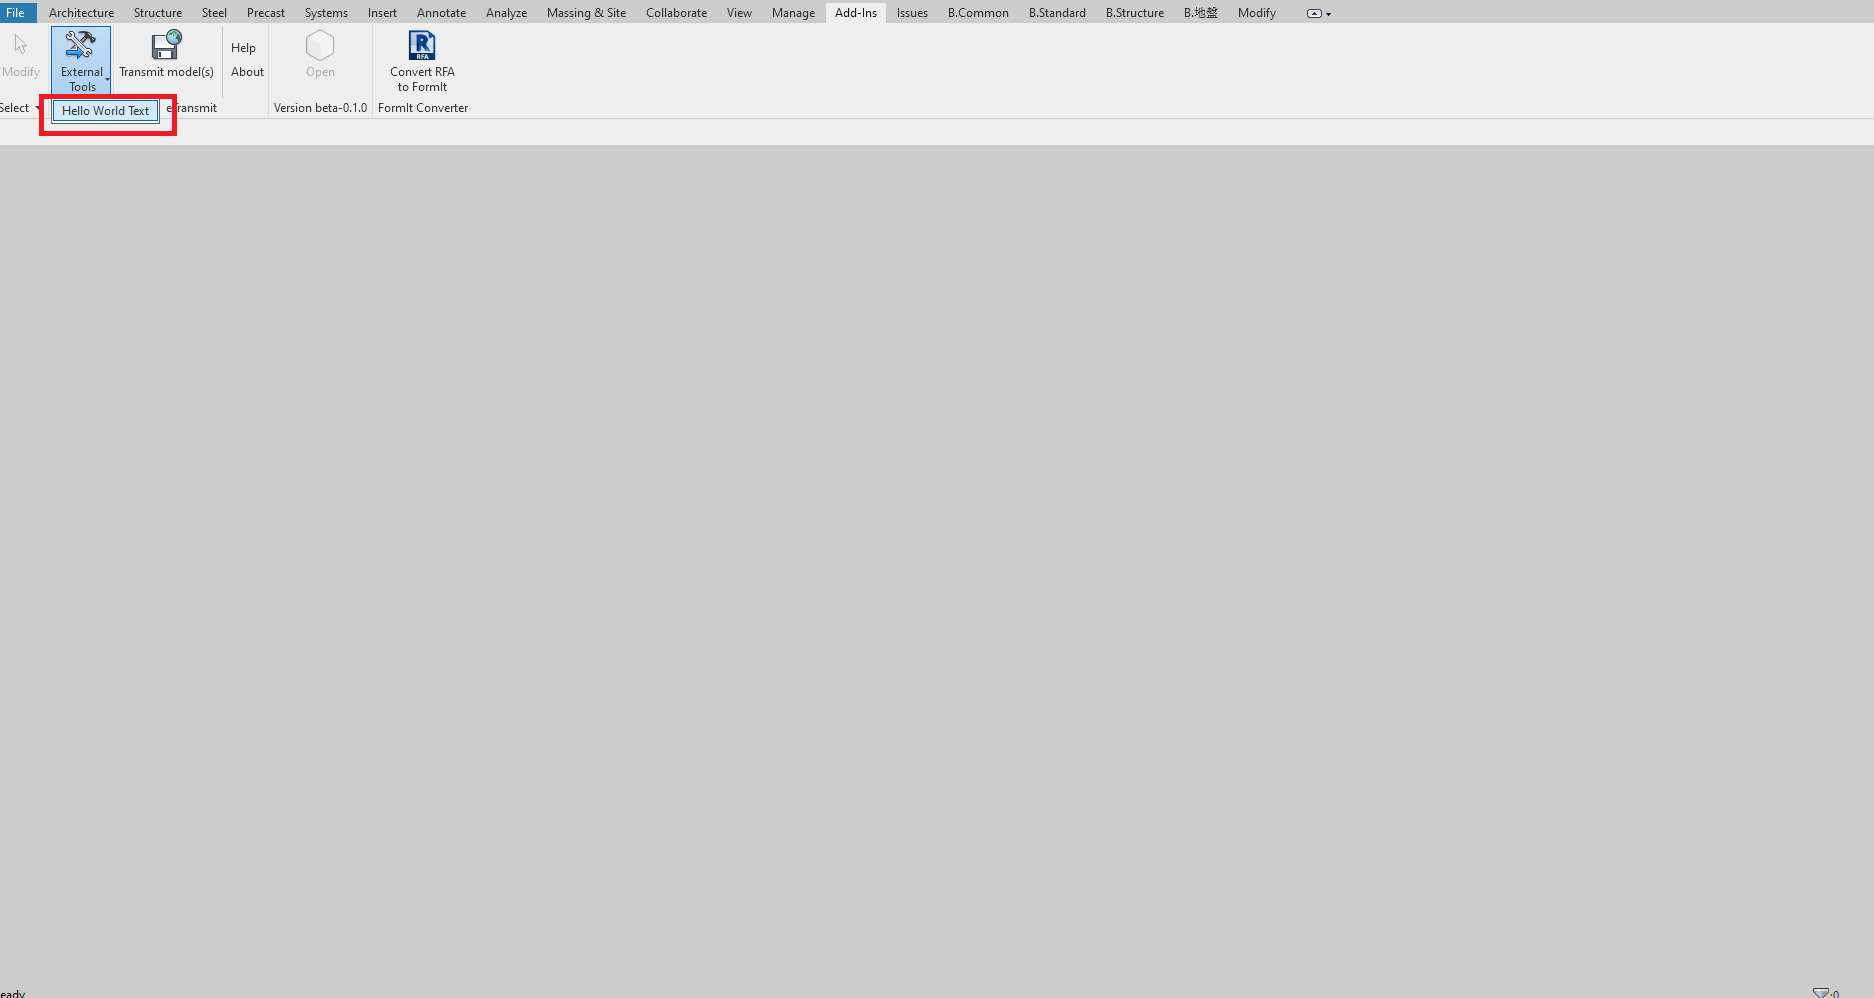 File Architecture Structure Steel Precast Systems Insert Annotate Analyze Massing & Site Collaborate View Manage Add-Ins Issues B.Common B.Standard B.Structure B.地盤 Modify
Modify
External
Tools
Transmit model(s)
Help
About
Open
R
RFA
Convert RFA
to FormIt
Select
eTransmit
Version beta-0.1.0
FormIt Converter
Hello World Text
eady
:0